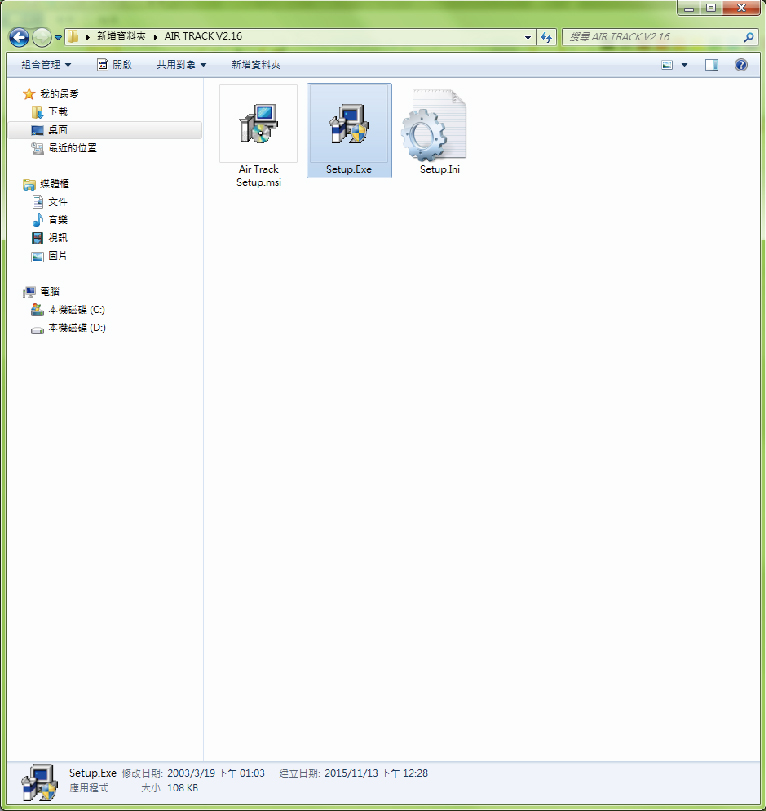 新增資料夾 ▸ AIR TRACK V2.16
搜尋 AIR TRACK V2.16
組合管理 開啟 共用對象 新增資料夾
我的最愛
下載
桌面
最近的位置
媒體櫃
文件
音樂
視訊
圖片
電腦
本機磁碟 (C:)
本機磁碟 (D:)
Air Track
Setup.msi
Setup.Exe
Setup.Ini
Setup.Exe 修改日期: 2003/3/19 下午 01:03 建立日期: 2015/11/13 下午 12:28
應用程式 大小: 108 KB